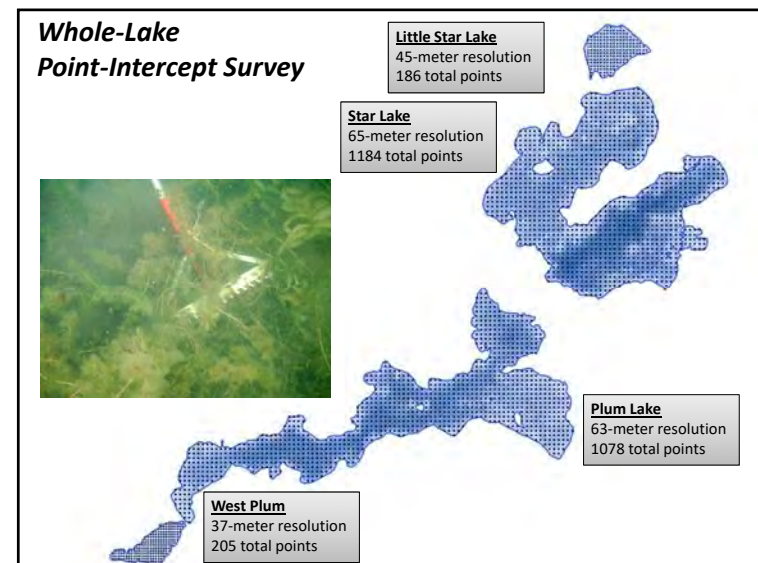 Whole-Lake
Point-Intercept Survey
Little Star Lake
45-meter resolution
186 total points
Star Lake
65-meter resolution
1184 total points
Plum Lake
63-meter resolution
1078 total points
West Plum
37-meter resolution
205 total points